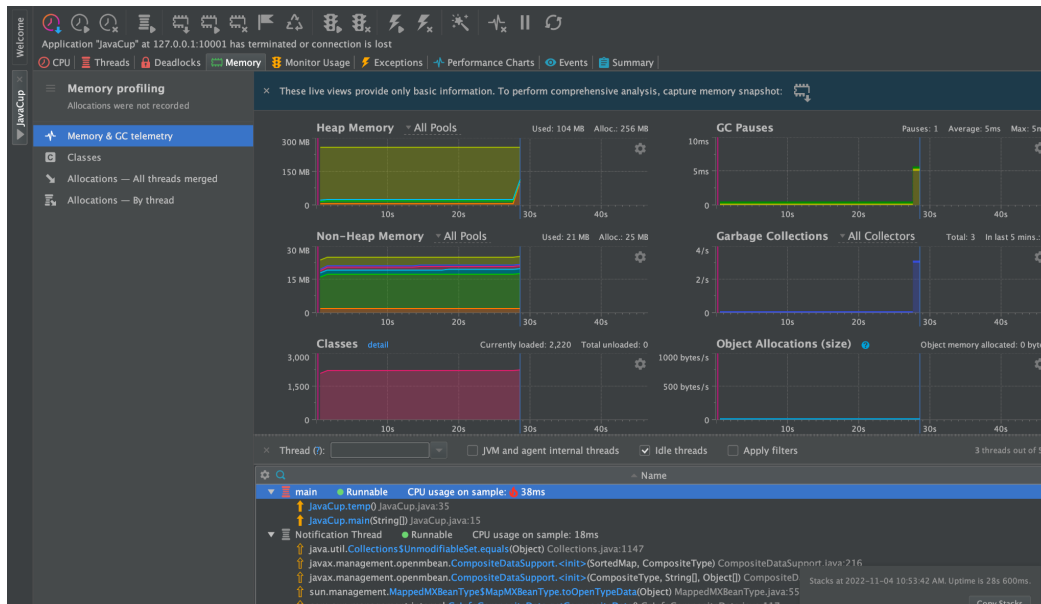 Welcome
JavaCup
Application "JavaCup" at 127.0.0.1:10001 has terminated or connection is lost
CPU Threads Deadlocks Memory Monitor Usage Exceptions Performance Charts Events Summary
Memory profiling
Allocations were not recorded
Memory & GC telemetry
Classes
Allocations — All threads merged
Allocations — By thread
These live views provide only basic information. To perform comprehensive analysis, capture memory snapshot:
Heap Memory All Pools Used: 104 MB Alloc.: 256 MB
300 MB
150 MB
0
10s 20s 30s 40s
GC Pauses Pauses: 1 Average: 5ms Max: 5m
10ms
5ms
0
10s 20s 30s 40s
Non-Heap Memory All Pools Used: 21 MB Alloc.: 25 MB
30 MB
15 MB
0
10s 20s 30s 40s
Garbage Collections All Collectors Total: 3 In last 5 mins.:
4/s
2/s
0
10s 20s 30s 40s
Classes detail Currently loaded: 2,220 Total unloaded: 0
3,000
1,500
0
10s 20s 30s 40s
Object Allocations (size) ? Object memory allocated: 0 byte
1000 bytes/s
500 bytes/s
0
10s 20s 30s 40s
Thread (?): JVM and agent internal threads Idle threads Apply filters 3 threads out of 5
Name
main Runnable CPU usage on sample: 38ms
JavaCup.temp() JavaCup.java:35
JavaCup.main(String[]) JavaCup.java:15
Notification Thread Runnable CPU usage on sample: 18ms
java.util.Collections$UnmodifiableSet.equals(Object) Collections.java:1147
javax.management.openmbean.CompositeDataSupport.<init>(SortedMap, CompositeType) CompositeDataSupport.java:216
javax.management.openmbean.CompositeDataSupport.<init>(CompositeType, String[], Object[]) CompositeD
sun.management.MappedMXBeanType$MapMXBeanType.toOpenTypeData(Object) MappedMXBeanType.java:55
Stacks at 2022-11-04 10:53:42 AM. Uptime is 28s 600ms.
Copy Stacks